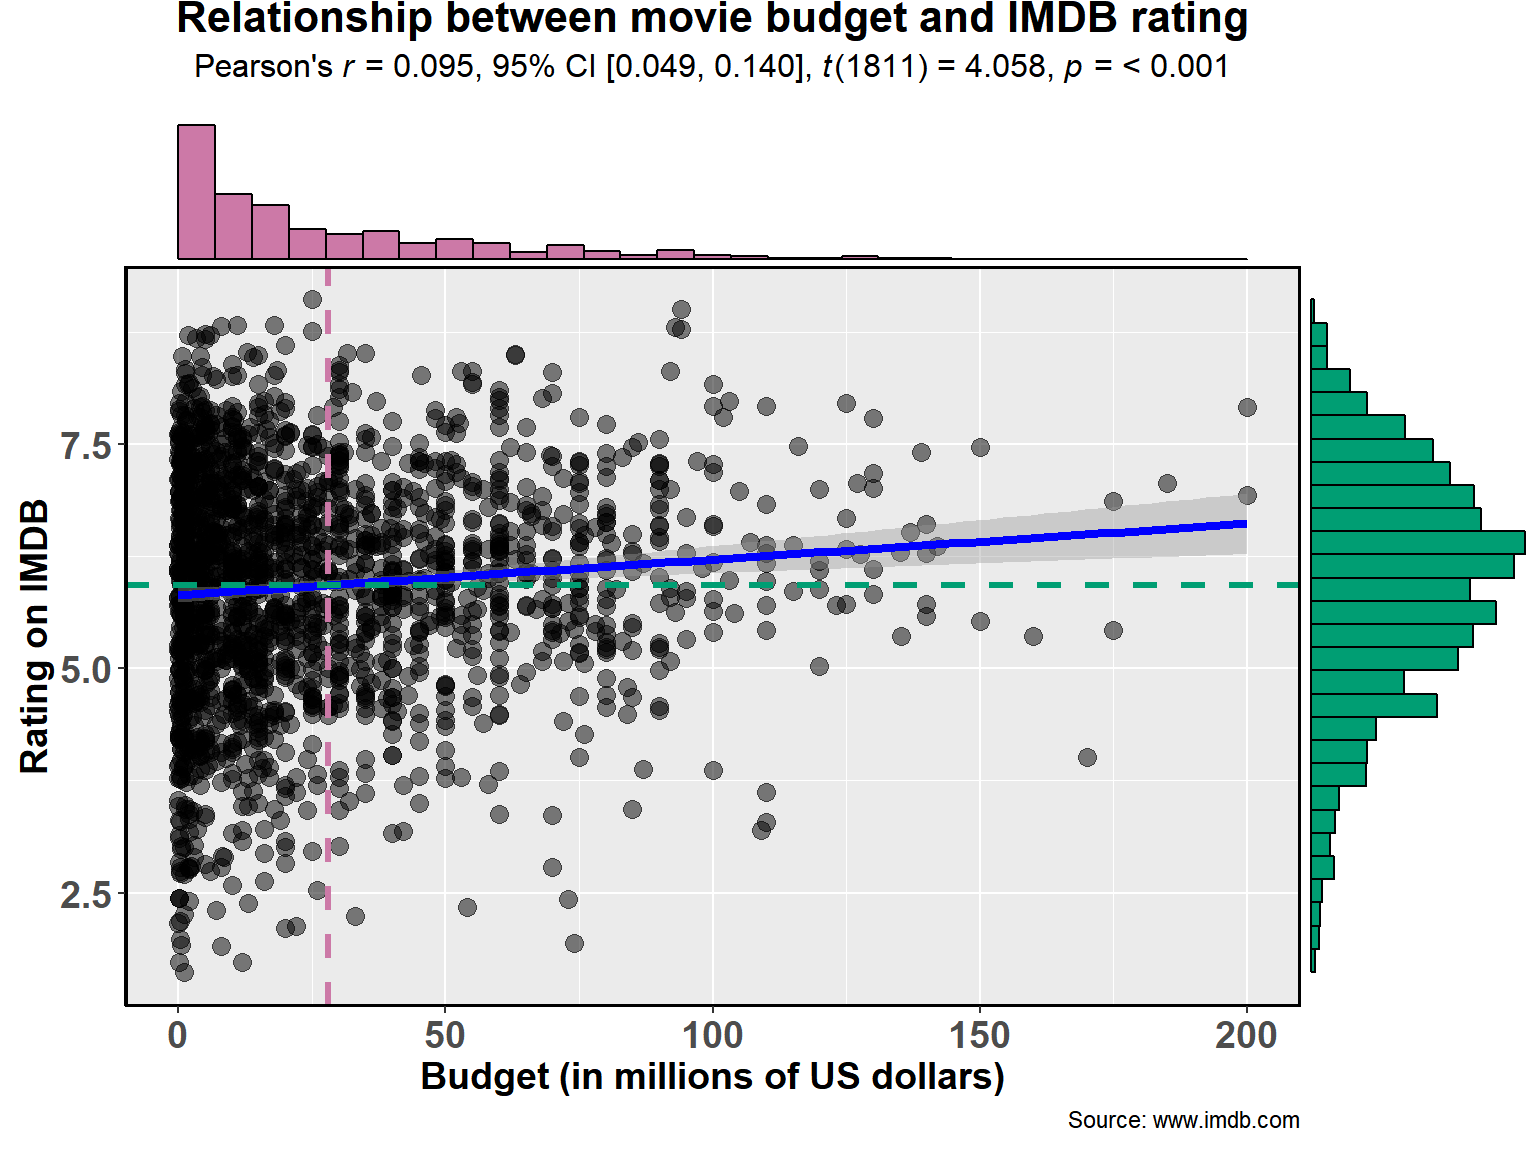 Relationship between movie budget and IMDB rating
Pearson's r = 0.095, 95% CI [0.049, 0.140], t(1811) = 4.058, p = < 0.001
7.5
5.0
2.5
Rating on IMDB
0 50 100 150 200
Budget (in millions of US dollars)
Source: www.imdb.com